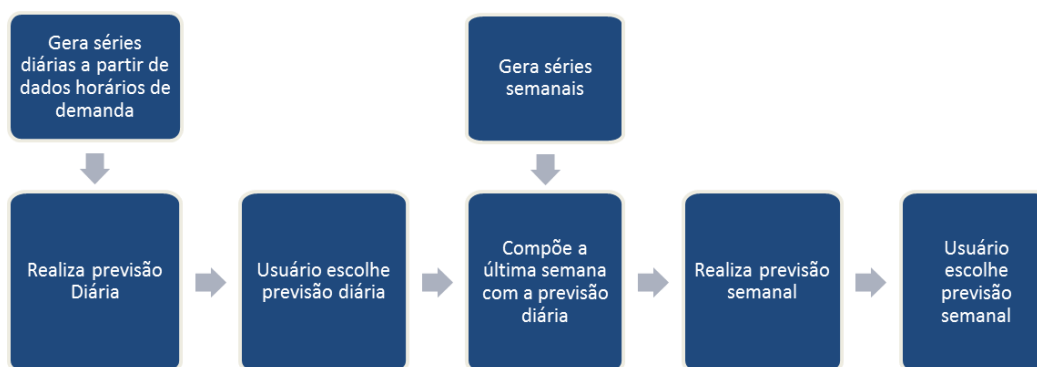 Gera séries
diárias a partir de
dados horários de
demanda
Gera séries
semanais
Realiza previsão
Diária
Usuário escolhe
previsão diária
Compõe a
última semana
com a previsão
diária
Realiza previsão
semanal
Usuário
escolhe
previsão
semanal